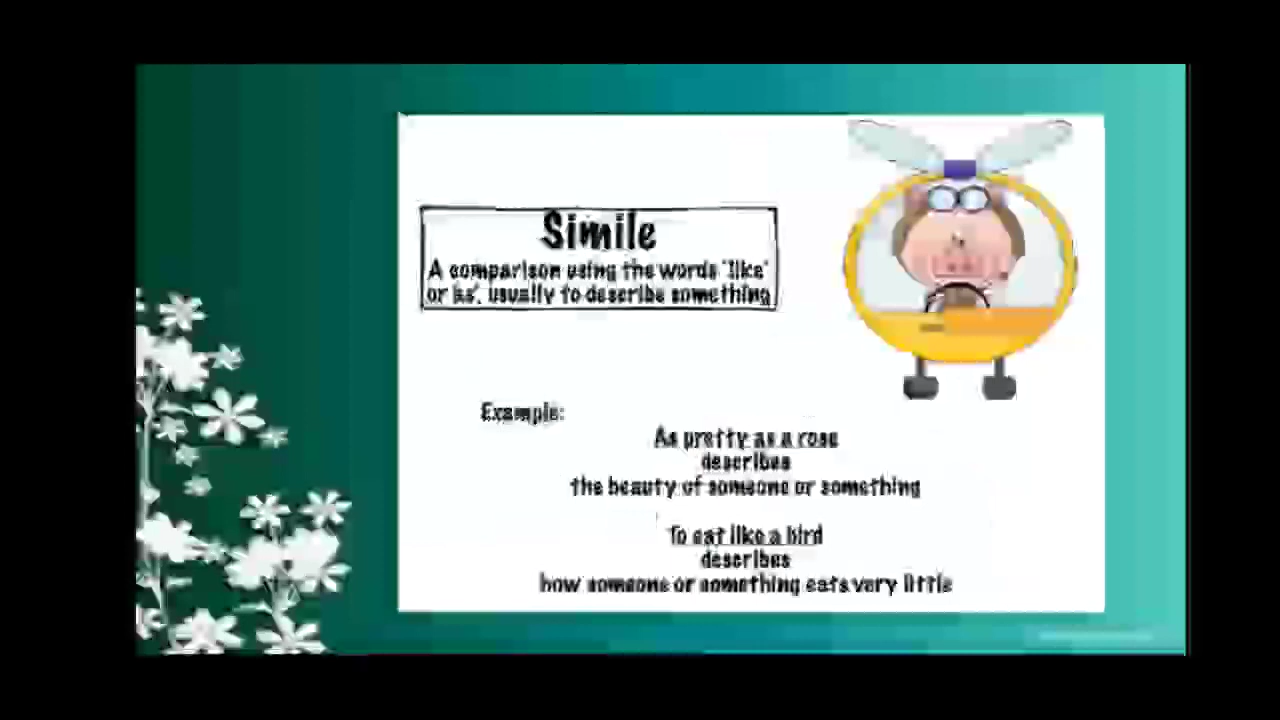 Simile
A comparison using the words 'like'
or 'as', usually to describe something
Example:
As pretty as a rose
describes
the beauty of someone or something
To eat like a bird
describes
how someone or something eats very little